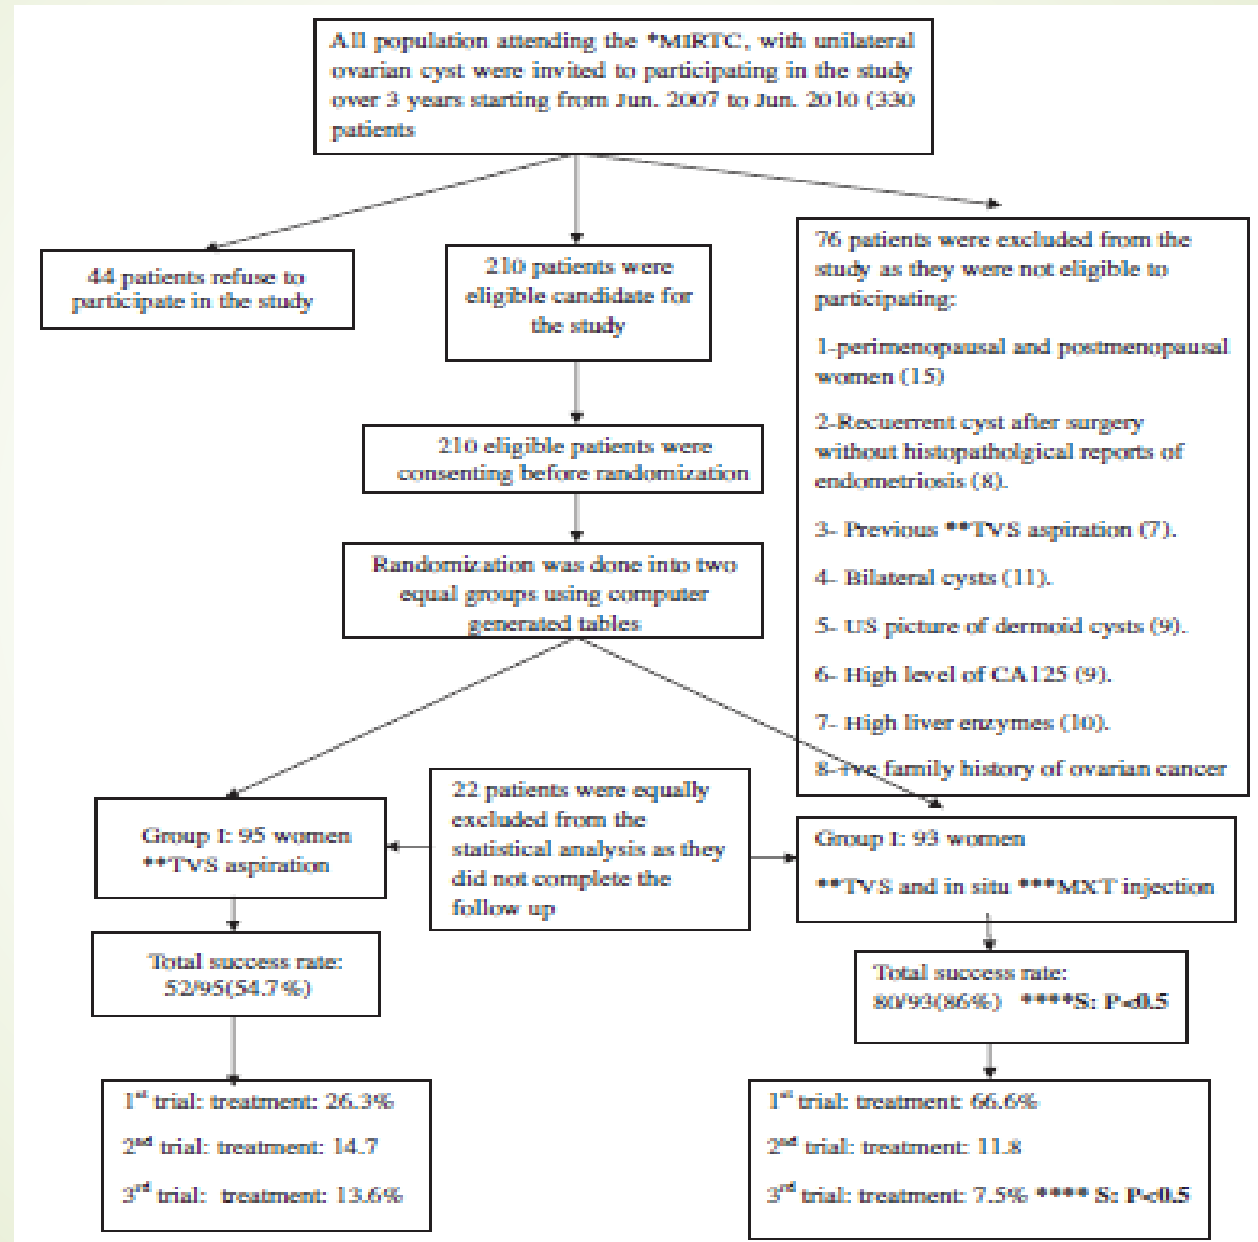 All population attending the *MIRTC, with unilateral
ovarian cyst were invited to participating in the study
over 3 years starting from Jun. 2007 to Jun. 2010 (330
patients
44 patients refuse to
participate in the study
210 patients were
eligible candidate for
the study
76 patients were excluded from the
study as they were not eligible to
participating:
1-perimenopausal and postmenopausal
women (15)
2-Recuerrent cyst after surgery
without histopatholgical reports of
endometriosis (8).
3- Previous **TVS aspiration (7).
4- Bilateral cysts (11).
5- US picture of dermoid cysts (9).
6- High level of CA125 (9).
7- High liver enzymes (10).
8-+ve family history of ovarian cancer
210 eligible patients were
consenting before randomization
Randomization was done into two
equal groups using computer
generated tables
22 patients were equally
excluded from the
statistical analysis as they
did not complete the
follow up
Group I: 95 women
**TVS aspiration
Group I: 93 women
**TVS and in situ ***MXT injection
Total success rate:
52/95(54.7%)
Total success rate:
80/93(86%) ****S: P<0.5
1st trial: treatment: 26.3%
2nd trial: treatment: 14.7
3rd trial: treatment: 13.6%
1st trial: treatment: 66.6%
2nd trial: treatment: 11.8
3rd trial: treatment: 7.5% **** S: P<0.5